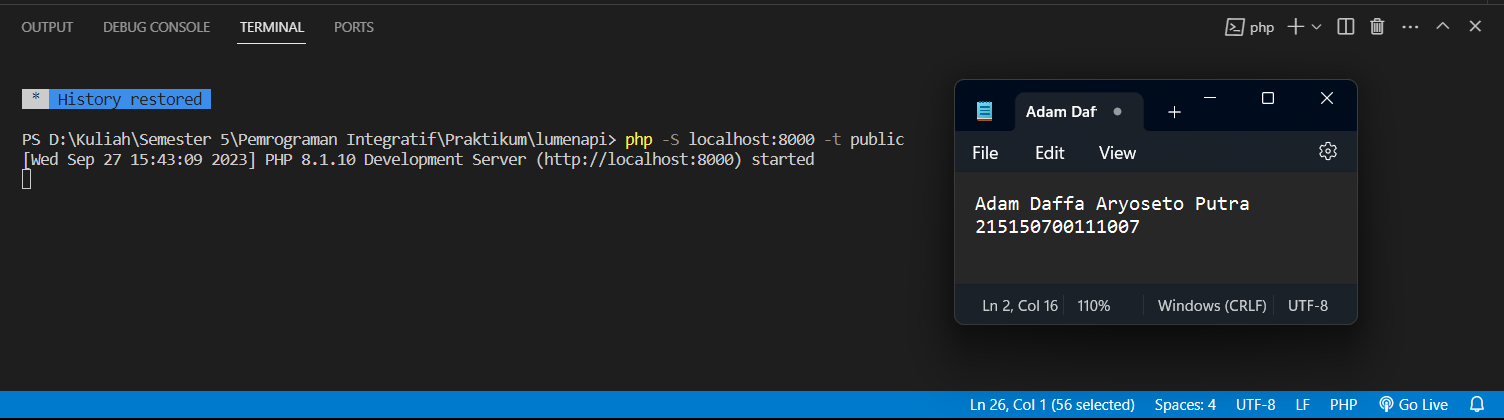 OUTPUT DEBUG CONSOLE TERMINAL PORTS php
* History restored
PS D:\Kuliah\Semester 5\Pemrograman Integratif\Praktikum\lumenapi> php -S localhost:8000 -t public
[Wed Sep 27 15:43:09 2023] PHP 8.1.10 Development Server (http://localhost:8000) started
Adam Daf
File Edit View
Adam Daffa Aryoseto Putra
215150700111007
Ln 2, Col 16 110% Windows (CRLF) UTF-8
Ln 26, Col 1 (56 selected) Spaces: 4 UTF-8 LF PHP Go Live